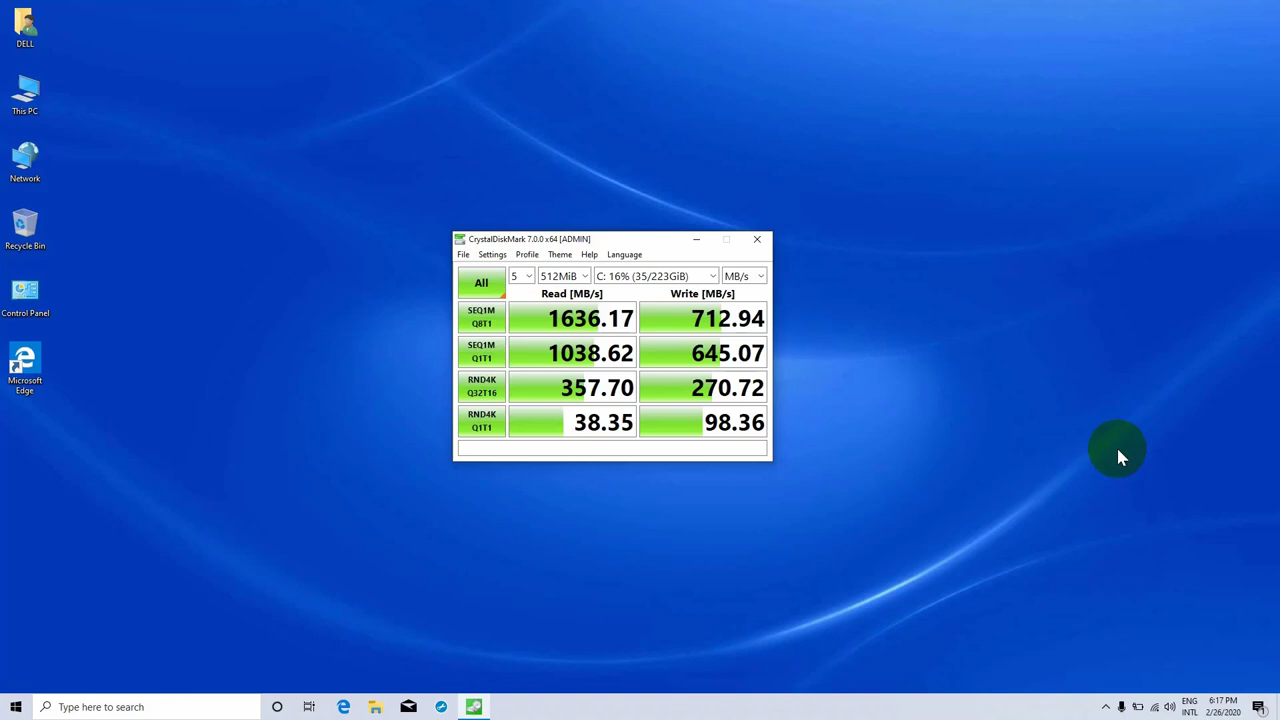 DELL
This PC
Network
Recycle Bin
Control Panel
Microsoft
Edge
CrystalDiskMark 7.0.0 x64 [ADMIN]
File Settings Profile Theme Help Language
All 5 512MiB C: 16% (35/223GiB) MB/s
Read [MB/s] Write [MB/s]
SEQ1M
Q8T1
1636.17 712.94
SEQ1M
Q1T1
1038.62 645.07
RND4K
Q32T16
357.70 270.72
RND4K
Q1T1
38.35 98.36
Type here to search
ENG
INTL
6:17 PM
2/26/2020
1